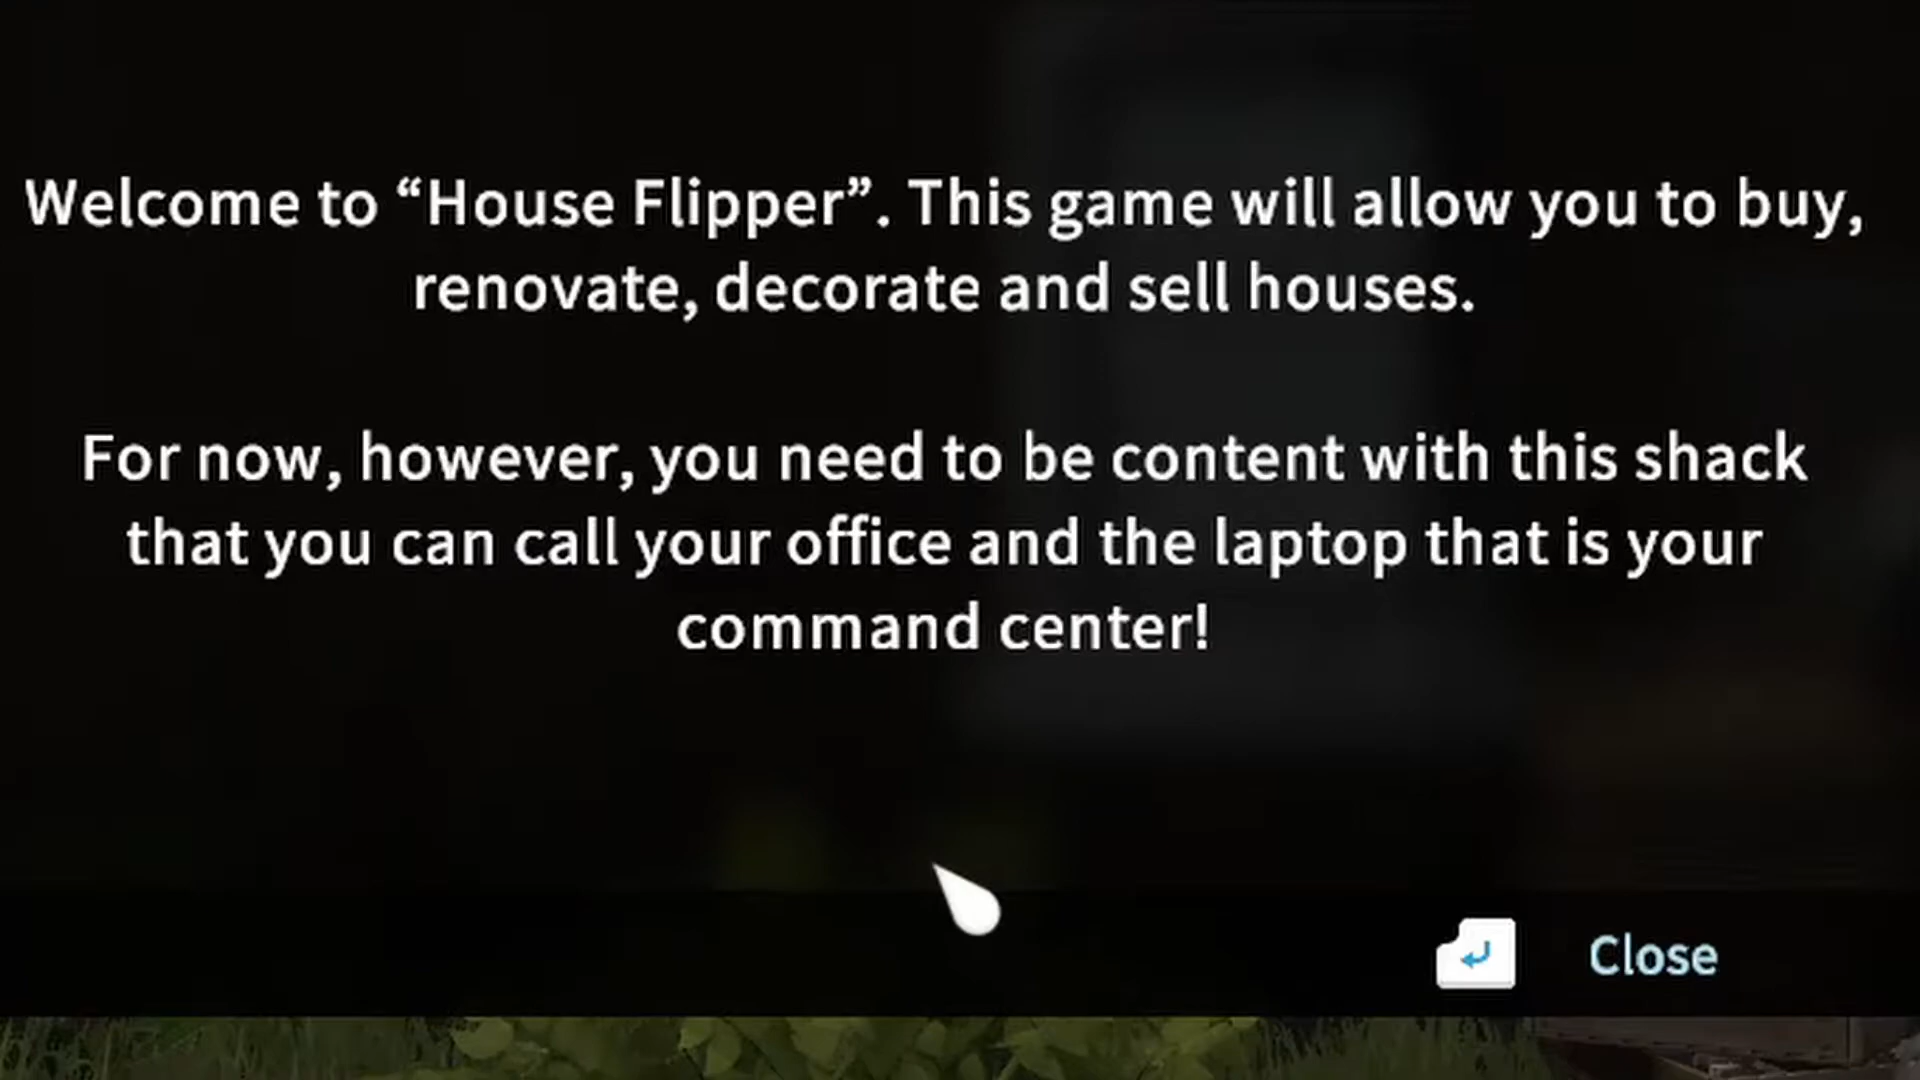 Welcome to “House Flipper”. This game will allow you to buy,
renovate, decorate and sell houses.
For now, however, you need to be content with this shack
that you can call your office and the laptop that is your
command center!
Close